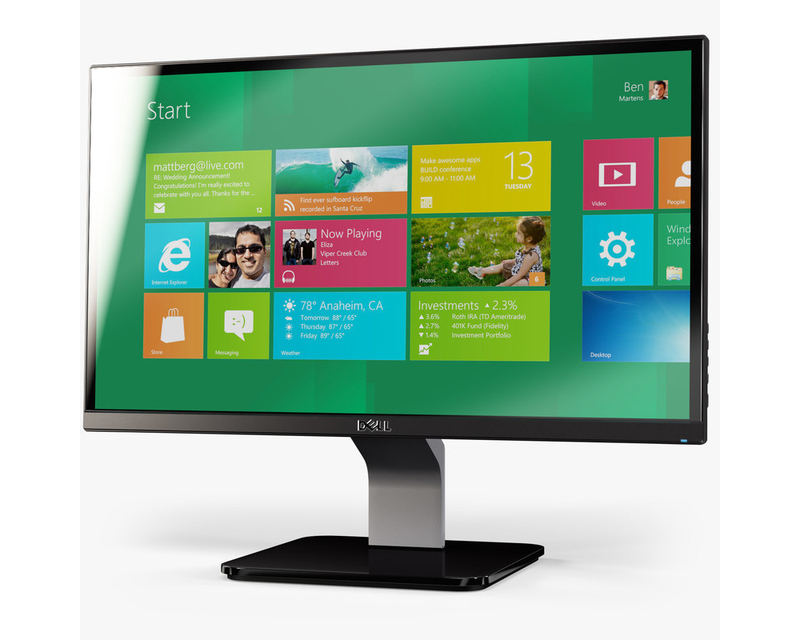 Start
Ben
Martens
mattberg@live.com
RE: Wedding Announcement!
Congratulations! I'm really excited to
celebrate with you all. Thanks for the ...
12
First ever sufboard kickflip
recorded in Santa Cruz
Make awesome apps
BUILD conference
9:00 AM - 11:00 AM
13
TUESDAY
Video
People
Internet Explorer
Now Playing
Eliza
Viper Creek Club
Letters
Photos
6
Control Panel
Wind
Explo
Store
Messaging
78° Anaheim, CA
Tomorrow 88° / 65°
Thursday 87° / 65°
Friday 89° / 65°
Weather
Investments ▲ 2.3%
▲ 3.6% Roth IRA (TD Ameritrade)
▲ 2.7% 401K Fund (Fidelity)
▼ 1.4% Investment Portfolio
Desktop
DELL